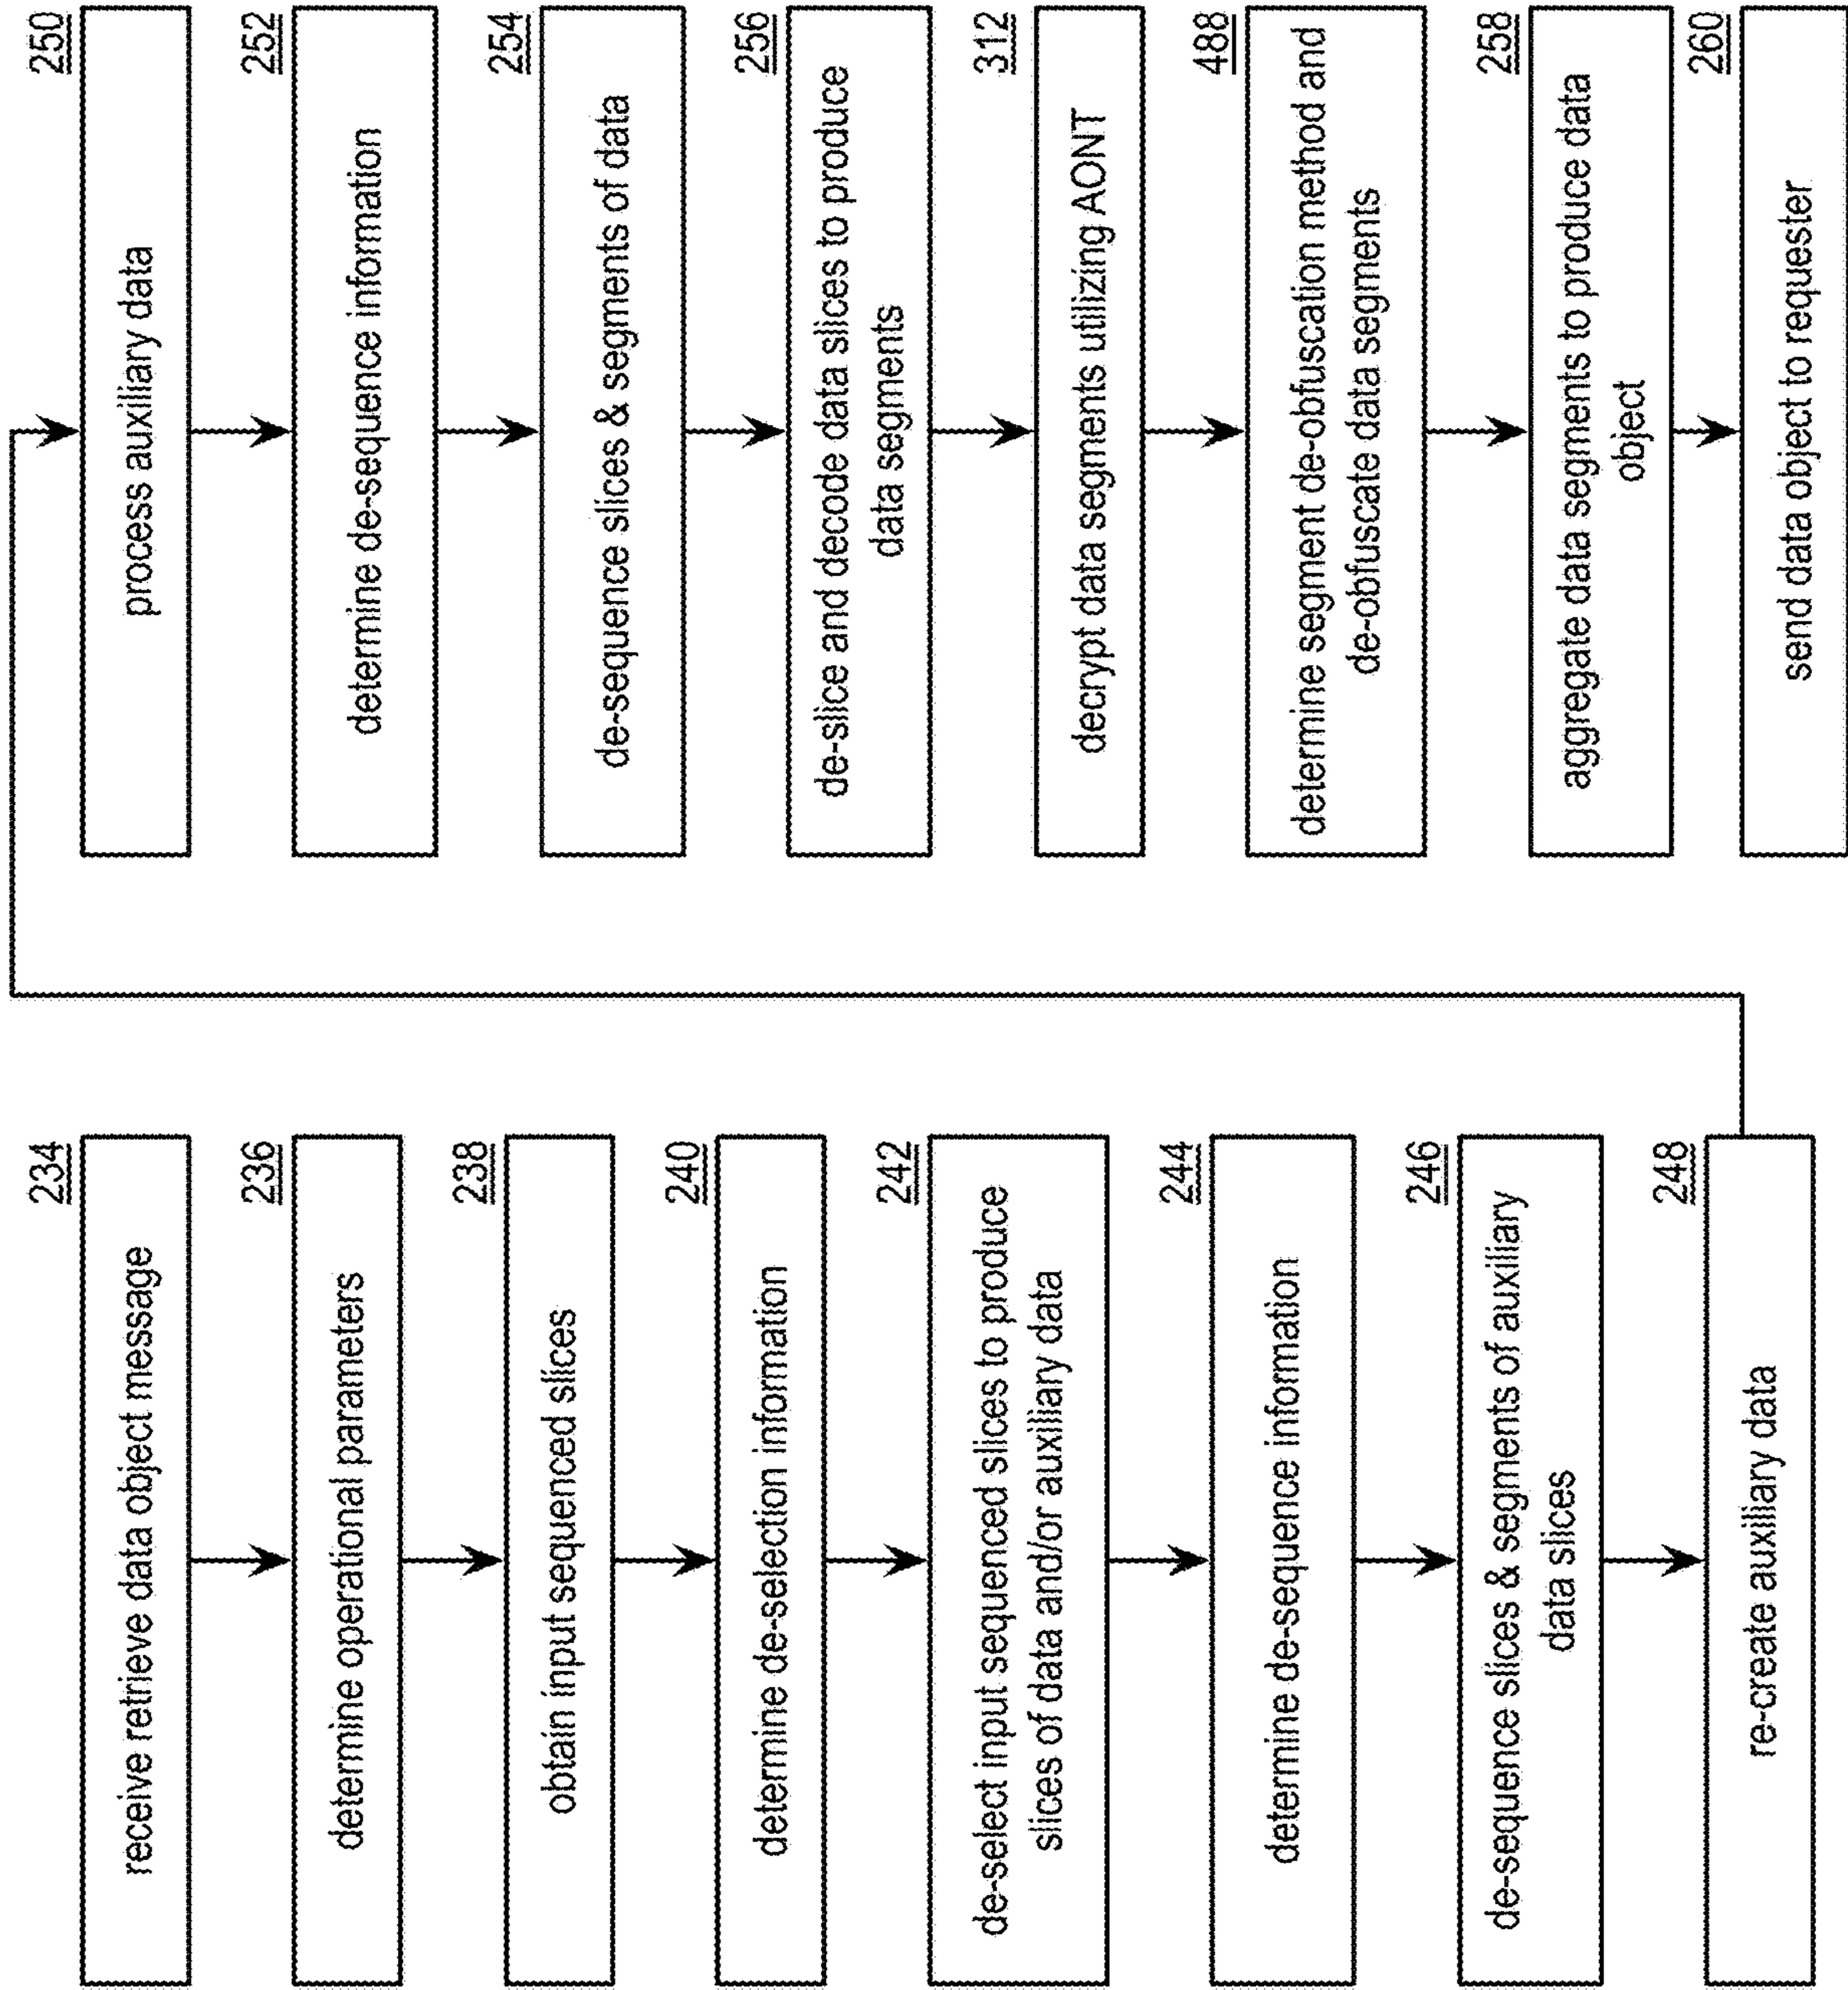 234
receive retrieve data object message
236
determine operational parameters
238
obtain input sequenced slices
240
determine de-selection information
242
de-select input sequenced slices to produce
slices of data and/or auxiliary data
244
determine de-sequence information
246
de-sequence slices & segments of auxiliary
data slices
248
re-create auxiliary data
250
process auxiliary data
252
determine de-sequence information
254
de-sequence slices & segments of data
256
de-slice and decode data slices to produce
data segments
312
decrypt data segments utilizing AONT
488
determine segment de-obfuscation method and
de-obfuscate data segments
258
aggregate data segments to produce data
object
260
send data object to requester